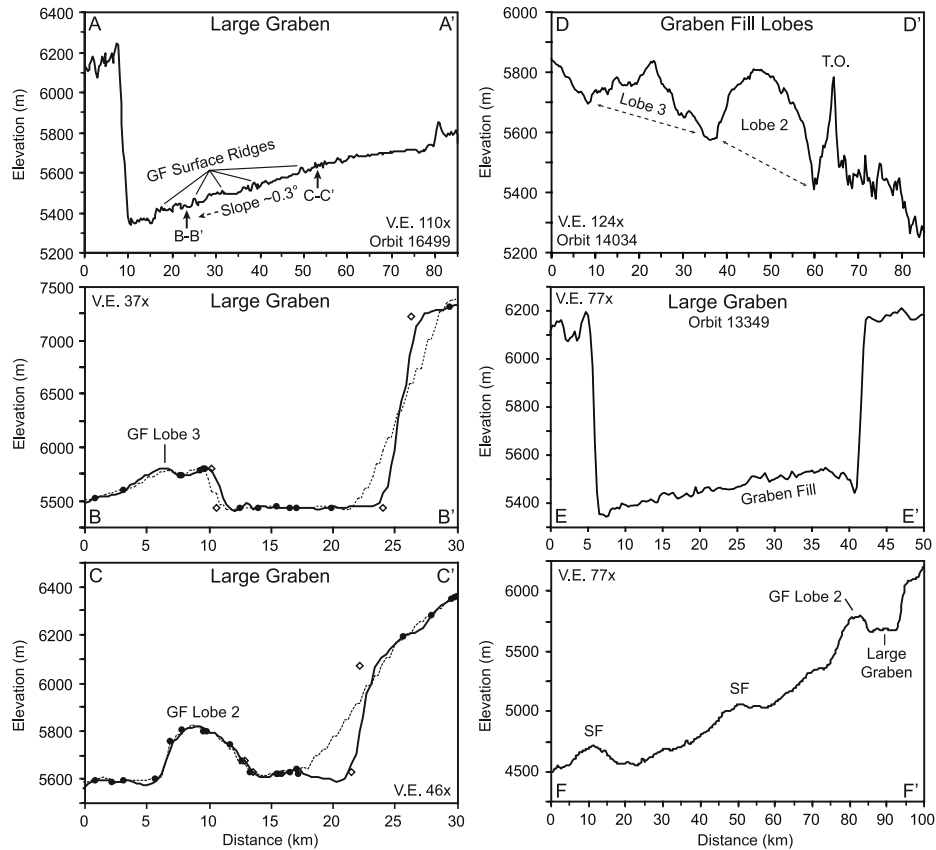 A Large Graben A'
6400
6200
6000
5800
5600
5400
5200
Elevation (m)
GF Surface Ridges
Slope ~0.3°
B-B'
C-C'
V.E. 110x
Orbit 16499
0 10 20 30 40 50 60 70 80
D Graben Fill Lobes D'
6000
5800
5600
5400
5200
Elevation (m)
T.O.
Lobe 3
Lobe 2
V.E. 124x
Orbit 14034
0 10 20 30 40 50 60 70 80
V.E. 37x Large Graben
7500
7000
6500
6000
5500
Elevation (m)
GF Lobe 3
B B'
0 5 10 15 20 25 30
V.E. 77x Large Graben
Orbit 13349
6200
6000
5800
5600
5400
Elevation (m)
Graben Fill
E E'
0 5 10 15 20 25 30 35 40 45 50
C Large Graben C'
6400
6200
6000
5800
5600
Elevation (m)
GF Lobe 2
V.E. 46x
0 5 10 15 20 25 30
Distance (km)
V.E. 77x
6000
5500
5000
4500
Elevation (m)
GF Lobe 2
Large
Graben
SF
SF
F F'
0 10 20 30 40 50 60 70 80 90 100
Distance (km)